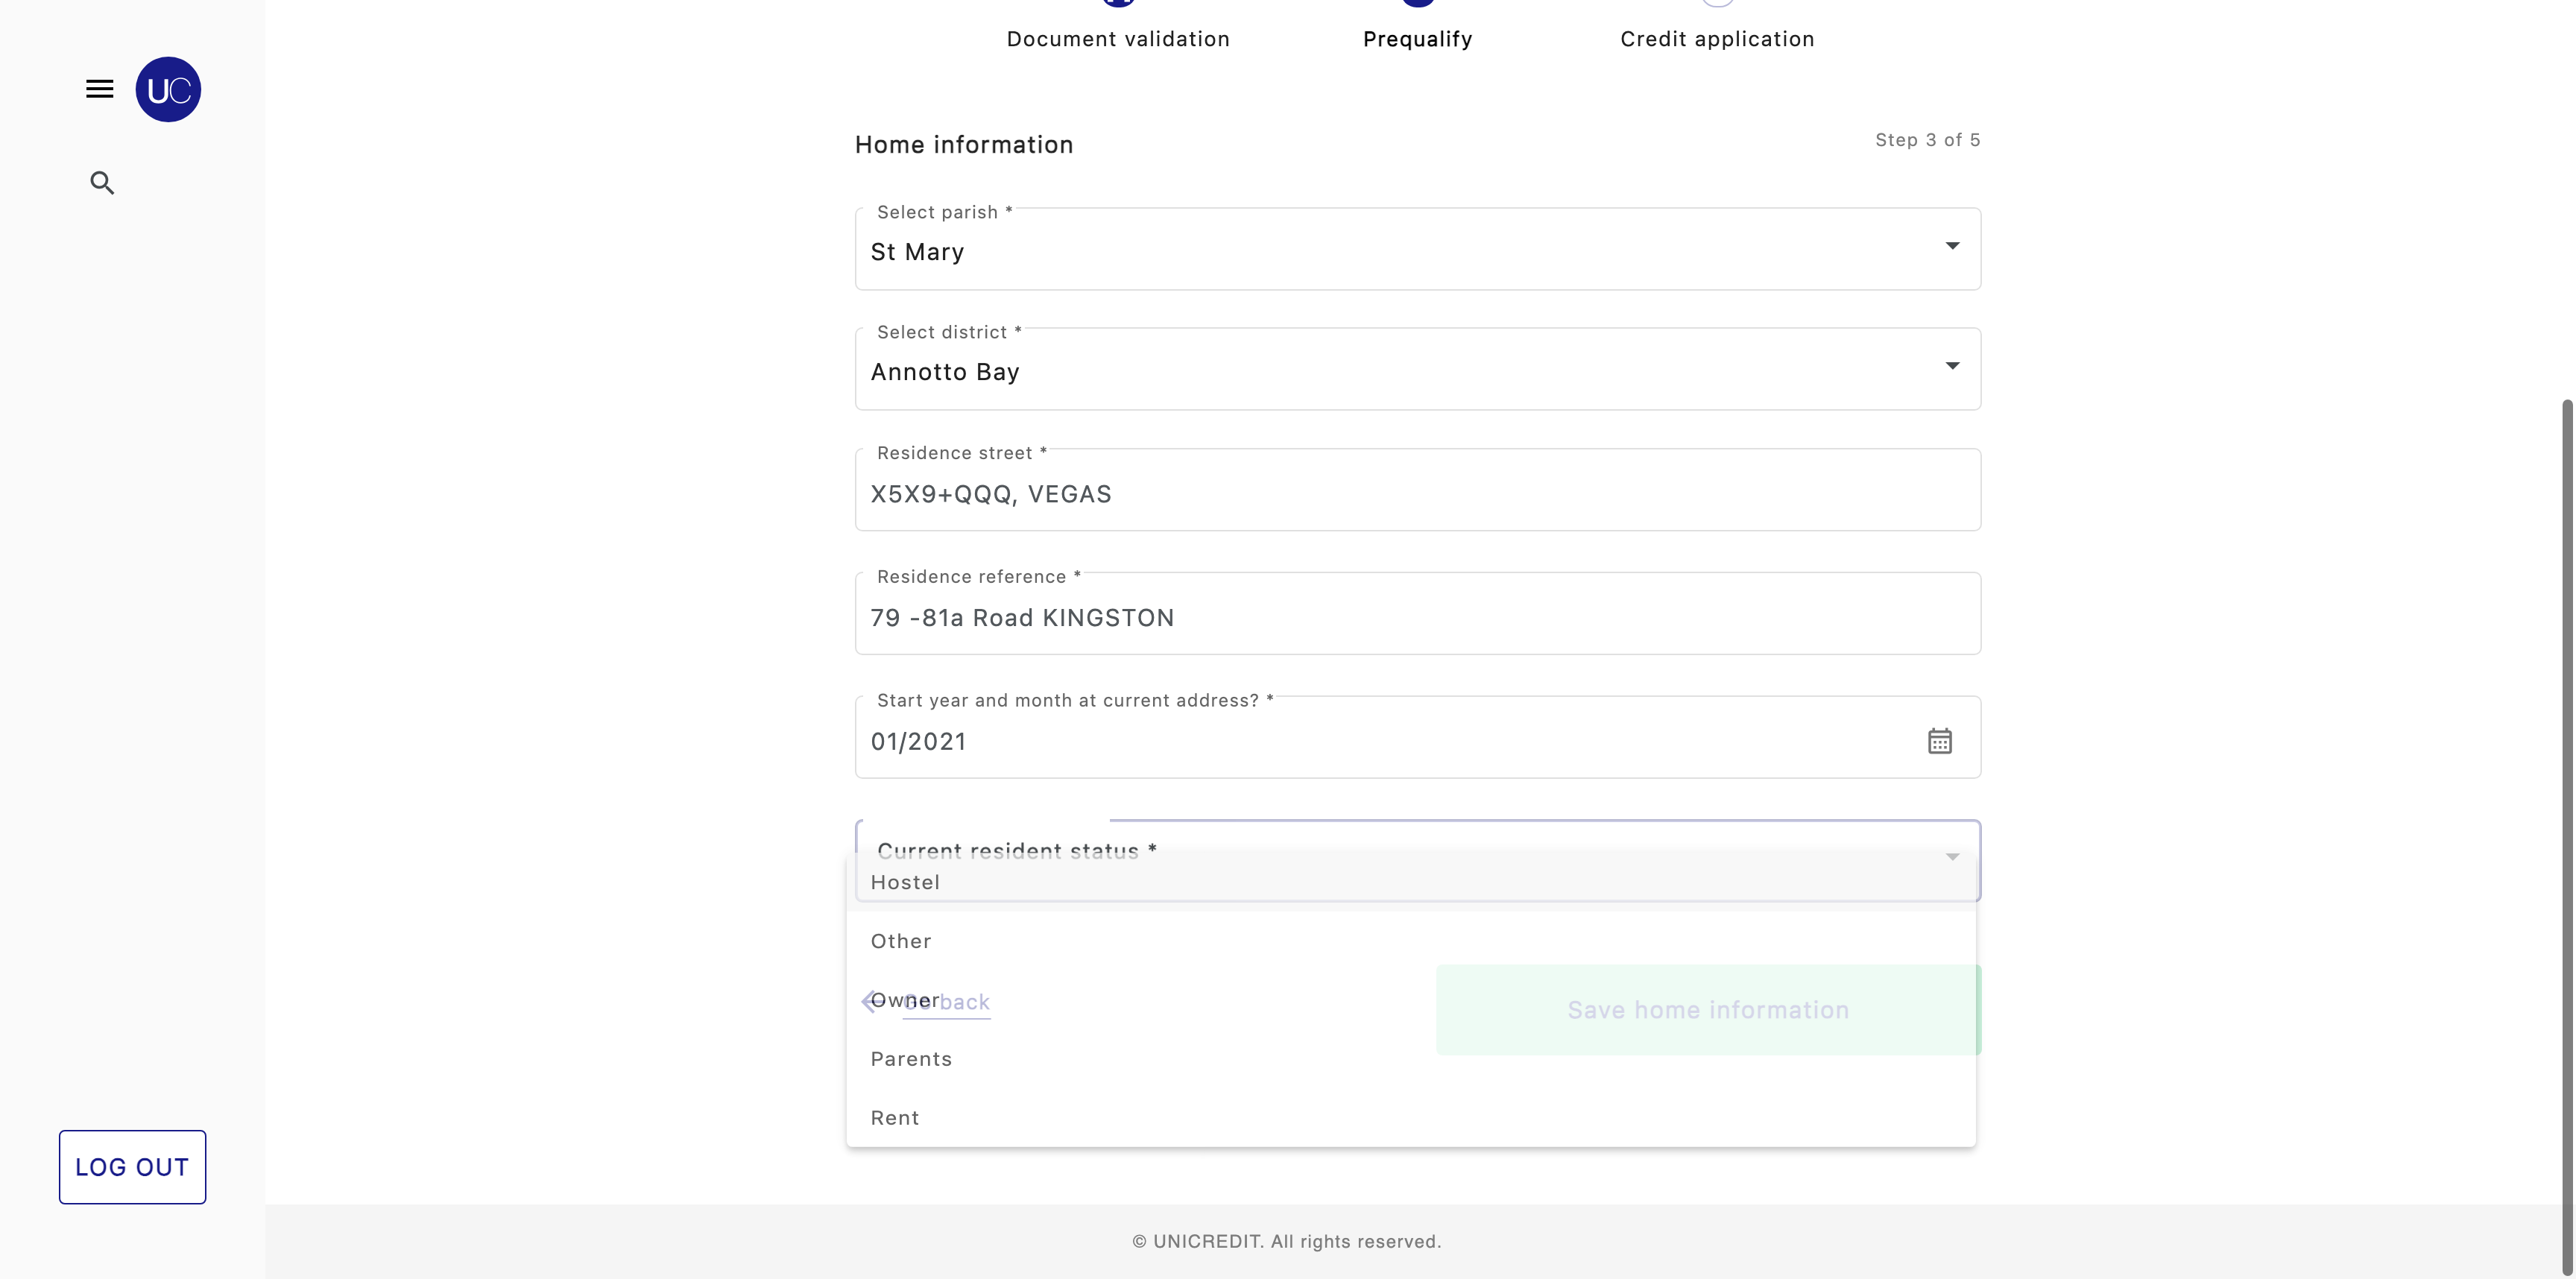 Document validation
Prequalify
Credit application
UC
Home information
Step 3 of 5
Select parish *
St Mary
Select district *
Annotto Bay
Residence street *
X5X9+QQQ, VEGAS
Residence reference *
79 -81a Road KINGSTON
Start year and month at current address? *
01/2021
Current resident status *
Hostel
Other
Owner
Go back
Save home information
Parents
Rent
LOG OUT
© UNICREDIT. All rights reserved.